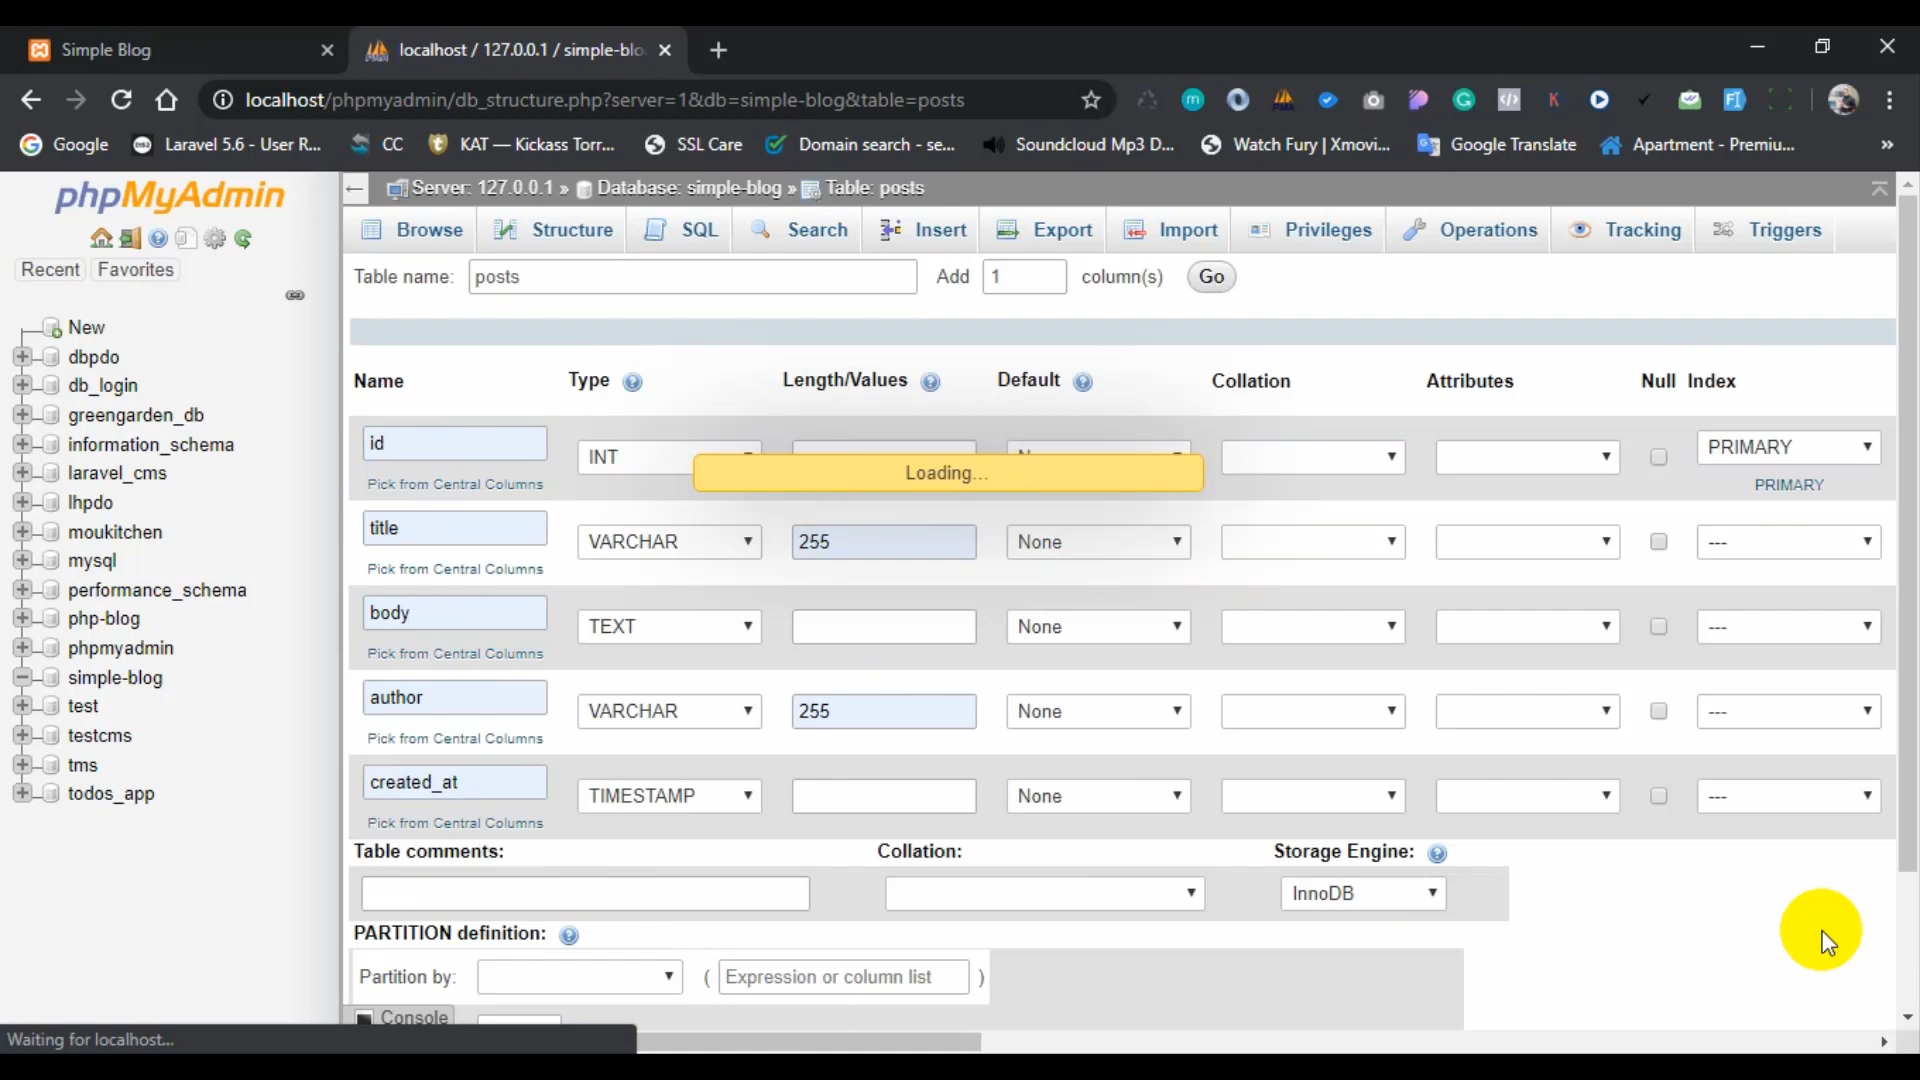 Simple Blog
localhost / 127.0.0.1 / simple-blo
localhost/phpmyadmin/db_structure.php?server=1&db=simple-blog&table=posts
Google
Laravel 5.6 - User R...
CC
KAT — Kickass Torr...
SSL Care
Domain search - se...
Soundcloud Mp3 D...
Watch Fury | Xmovi...
Google Translate
Apartment - Premiu...
»
phpMyAdmin
Recent
Favorites
New
dbpdo
db_login
greengarden_db
information_schema
laravel_cms
lhpdo
moukitchen
mysql
performance_schema
php-blog
phpmyadmin
simple-blog
test
testcms
tms
todos_app
Server: 127.0.0.1 » Database: simple-blog » Table: posts
Browse
Structure
SQL
Search
Insert
Export
Import
Privileges
Operations
Tracking
Triggers
Table name: posts Add 1 column(s) Go
Name Type Length/Values Default Collation Attributes Null Index
id INT PRIMARY
Loading...
Pick from Central Columns PRIMARY
title VARCHAR 255 None ---
Pick from Central Columns
body TEXT None ---
Pick from Central Columns
author VARCHAR 255 None ---
Pick from Central Columns
created_at TIMESTAMP None ---
Pick from Central Columns
Table comments: Collation: Storage Engine:
InnoDB
PARTITION definition:
Partition by: ( Expression or column list )
Console
Waiting for localhost...